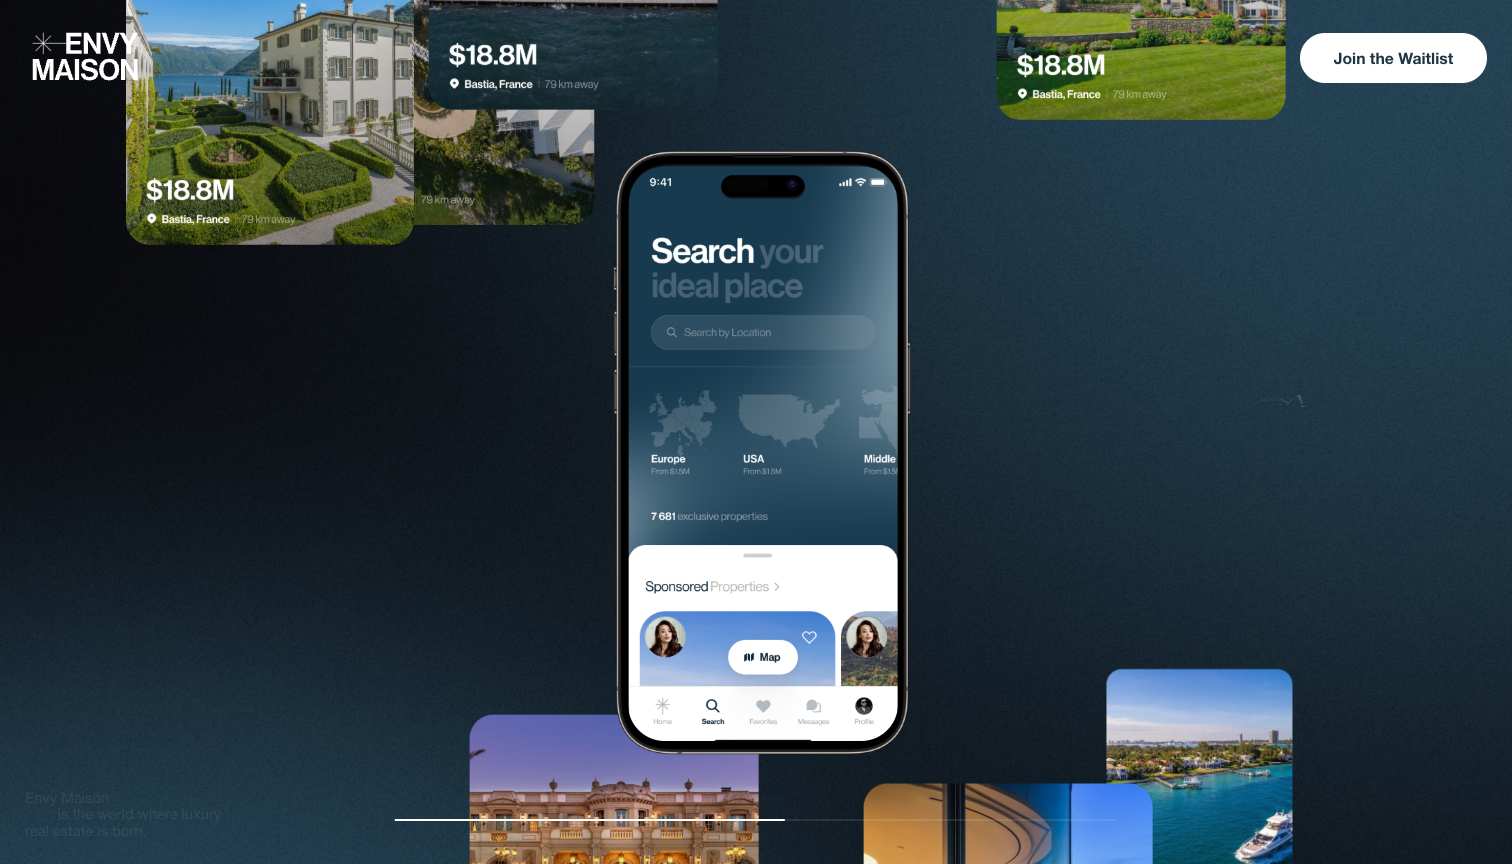 ENVY
MAISON
$18.8M
Bastia, France | 79 km away
$18.8M
Bastia, France | 79 km away
Join the Waitlist
$18.8M
Bastia, France | 79 km away
79 km away
9:41
Search your
ideal place
Search by Location
Europe
From $1.5M
USA
From $1.5M
Middle
From $1.5
7 681 exclusive properties
Sponsored Properties
Map
Home
Search
Favorites
Messages
Profile
Envy Maison
is the world where luxury
real estate is born.